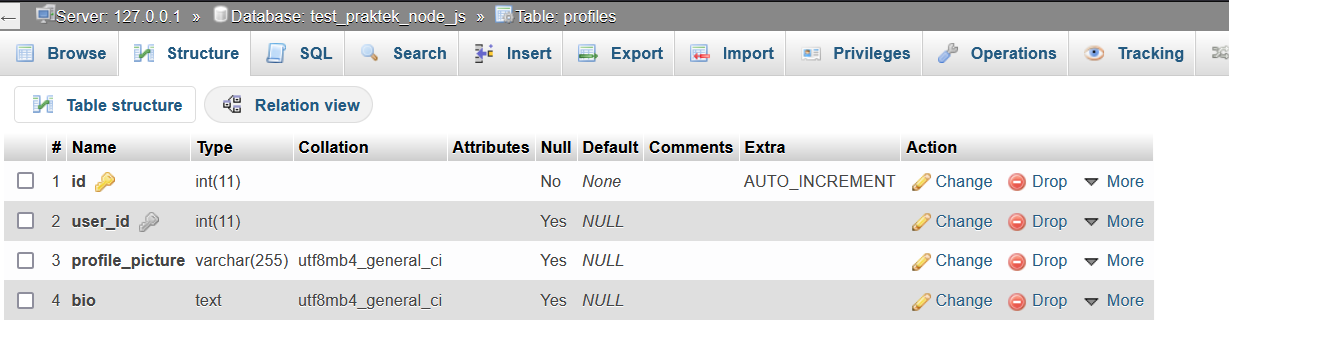 ← Server: 127.0.0.1 » Database: test_praktek_node_js » Table: profiles
Browse Structure SQL Search Insert Export Import Privileges Operations Tracking
Table structure Relation view
# Name Type Collation Attributes Null Default Comments Extra Action
1 id int(11) No None AUTO_INCREMENT Change Drop More
2 user_id int(11) Yes NULL Change Drop More
3 profile_picture varchar(255) utf8mb4_general_ci Yes NULL Change Drop More
4 bio text utf8mb4_general_ci Yes NULL Change Drop More